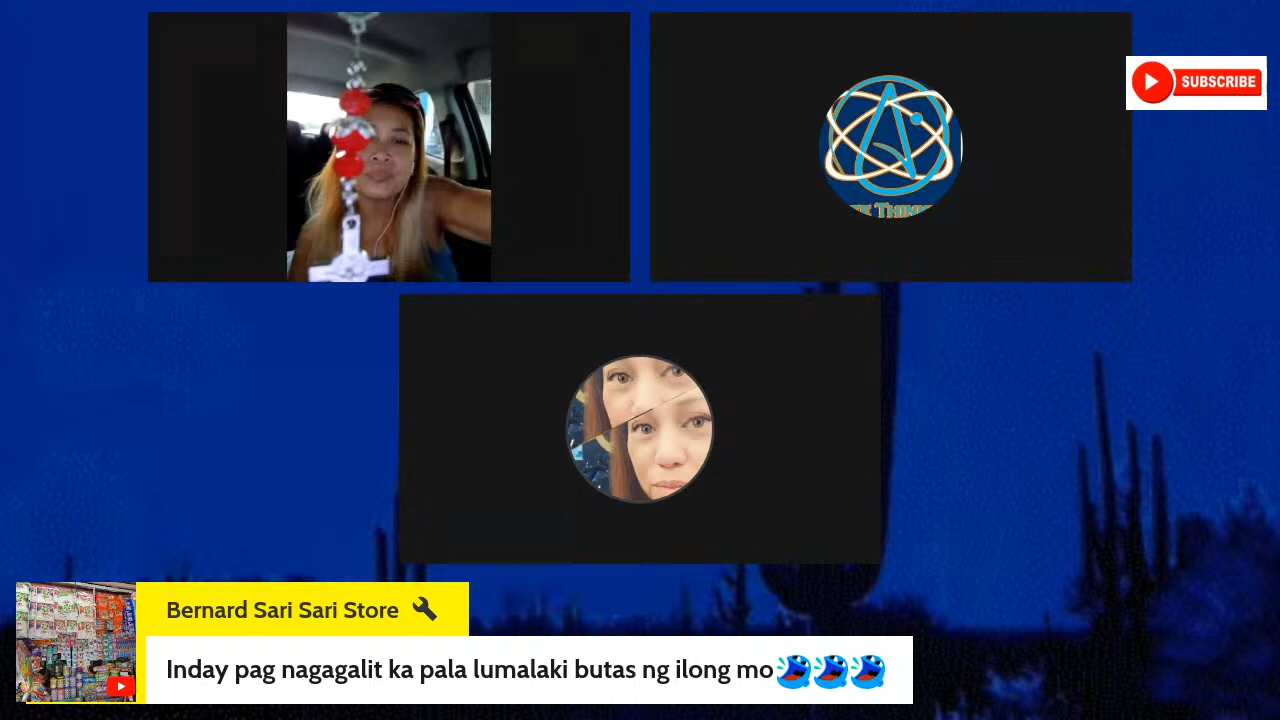 SUBSCRIBE
Bernard Sari Sari Store
Inday pag nagagalit ka pala lumalaki butas ng ilong mo🤣🤣🤣